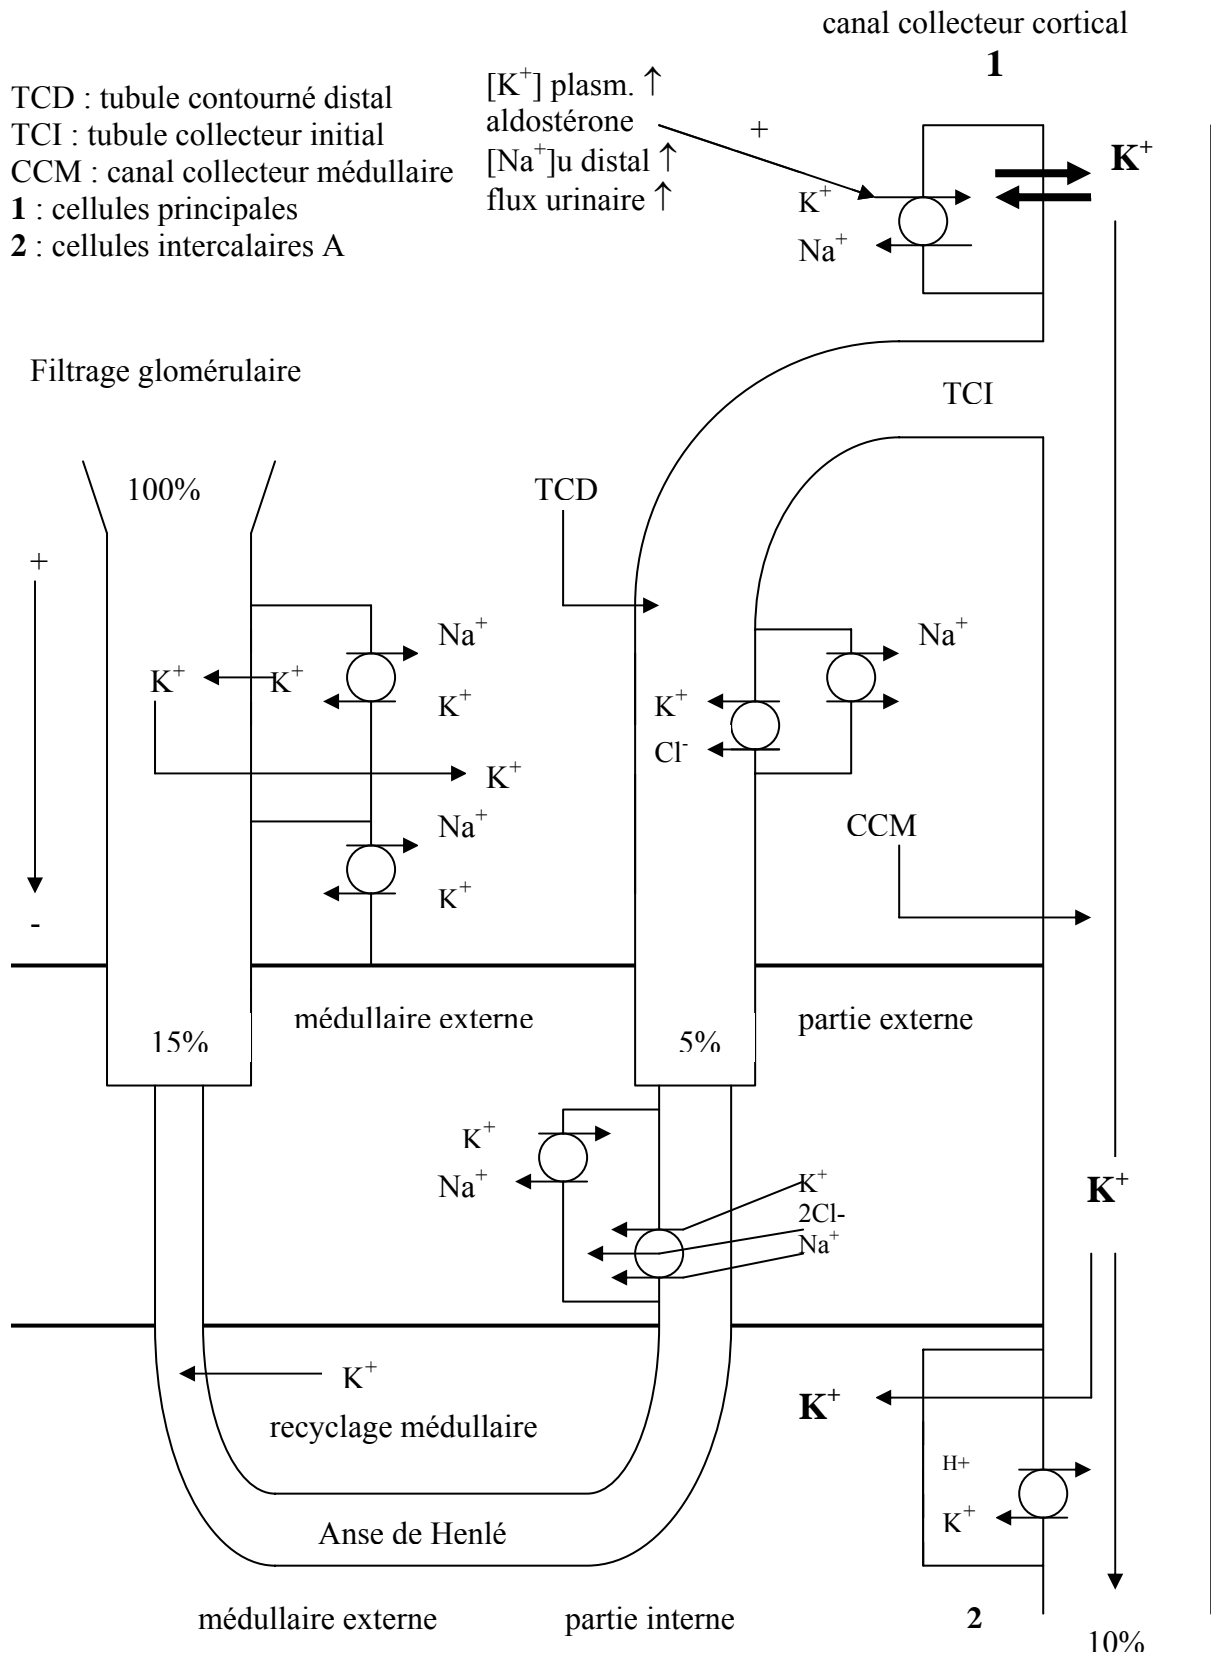 canal collecteur cortical
1
TCD : tubule contourné distal
TCI : tubule collecteur initial
CCM : canal collecteur médullaire
1 : cellules principales
2 : cellules intercalaires A
[K+] plasm. ↑
aldostérone
[Na+]u distal ↑
flux urinaire ↑
+
K+
Na+
K+
Filtrage glomérulaire
TCI
100%
TCD
+
-
Na+
K+
K+
K+
K+
Na+
K+
Na+
K+
Cl-
CCM
médullaire externe
partie externe
15%
5%
K+
Na+
K+
2Cl-
Na+
K+
K+
recyclage médullaire
K+
H+
K+
Anse de Henlé
médullaire externe
partie interne
2
10%